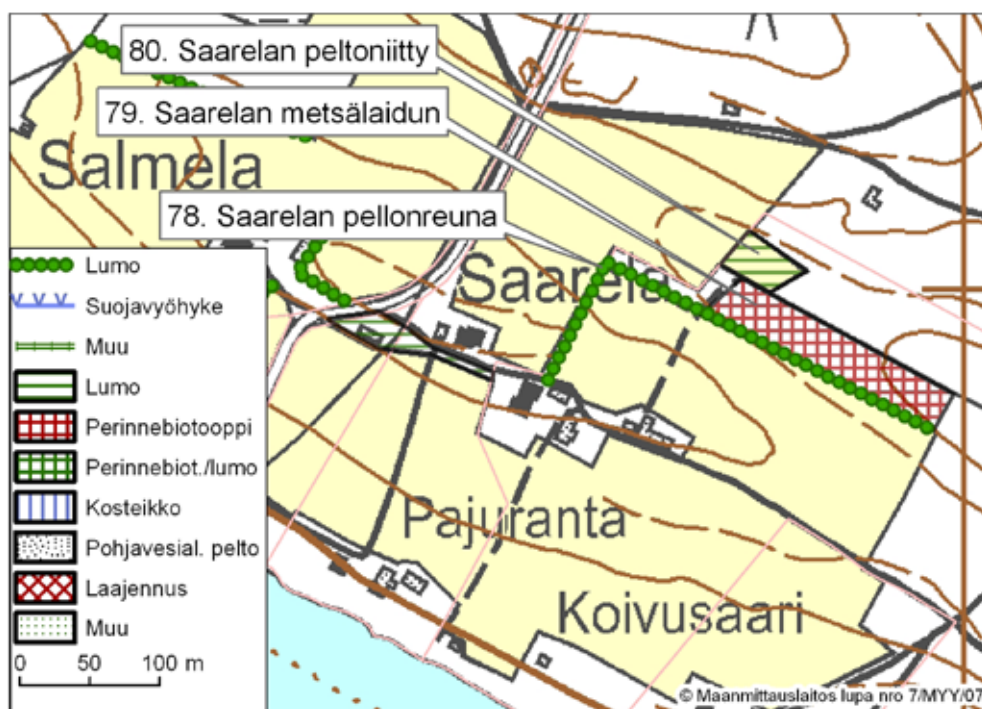 80. Saarelan peltoniitty
79. Saarelan metsälaidun
Salmela
78. Saarelan pellonreuna
Saarela
Lumo
Suojavyöhyke
Muu
Lumo
Perinnebiotooppi
Perinnebiot./lumo
Kosteikko
Pohjavesial. pelto
Laajennus
Muu
0 50 100 m
Pajuranta
Koivusaari
© Maanmittauslaitos lupa nro 7/MYY/07